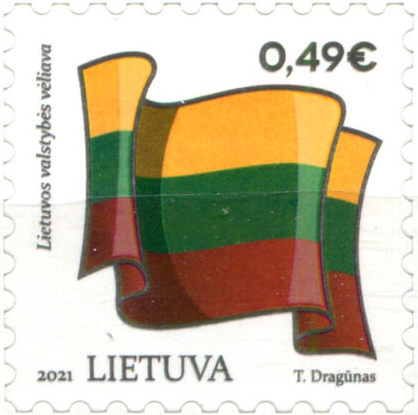 0,49€
Lietuvos valstybės vėliava
2021 LIETUVA
T. Dragūnas